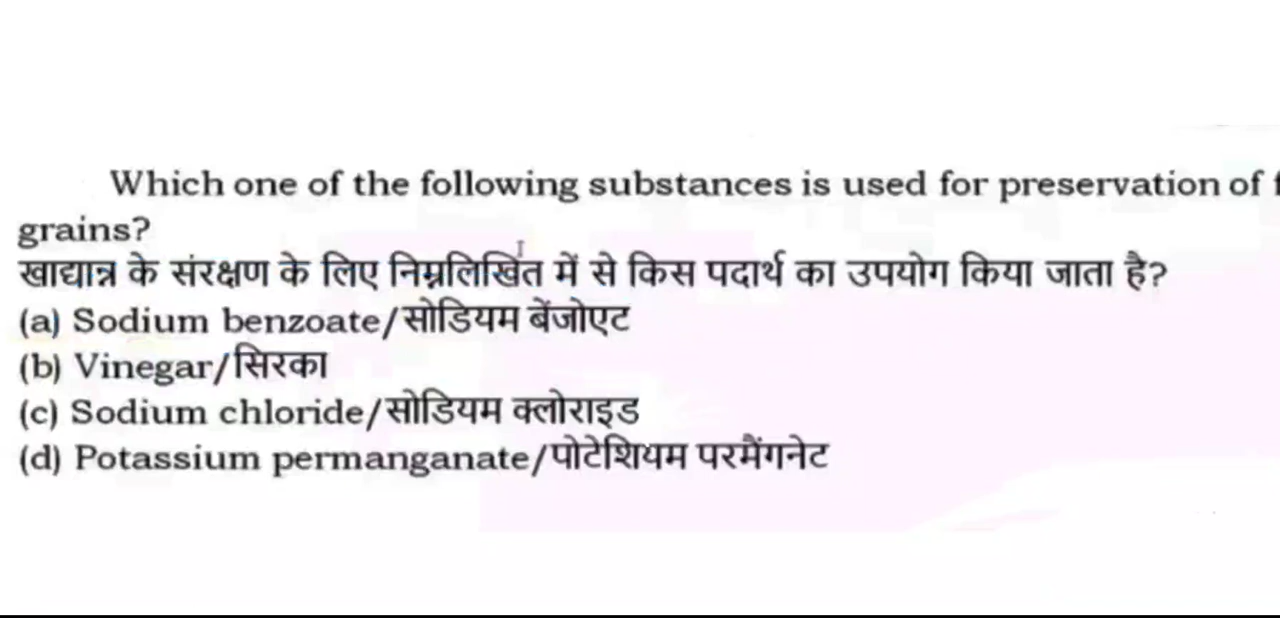 Which one of the following substances is used for preservation of
grains?
खाद्यान्न के संरक्षण के लिए निम्नलिखित में से किस पदार्थ का उपयोग किया जाता है?
(a) Sodium benzoate/सोडियम बेंजोएट
(b) Vinegar/सिरका
(c) Sodium chloride/सोडियम क्लोराइड
(d) Potassium permanganate/पोटेशियम परमैंगनेट